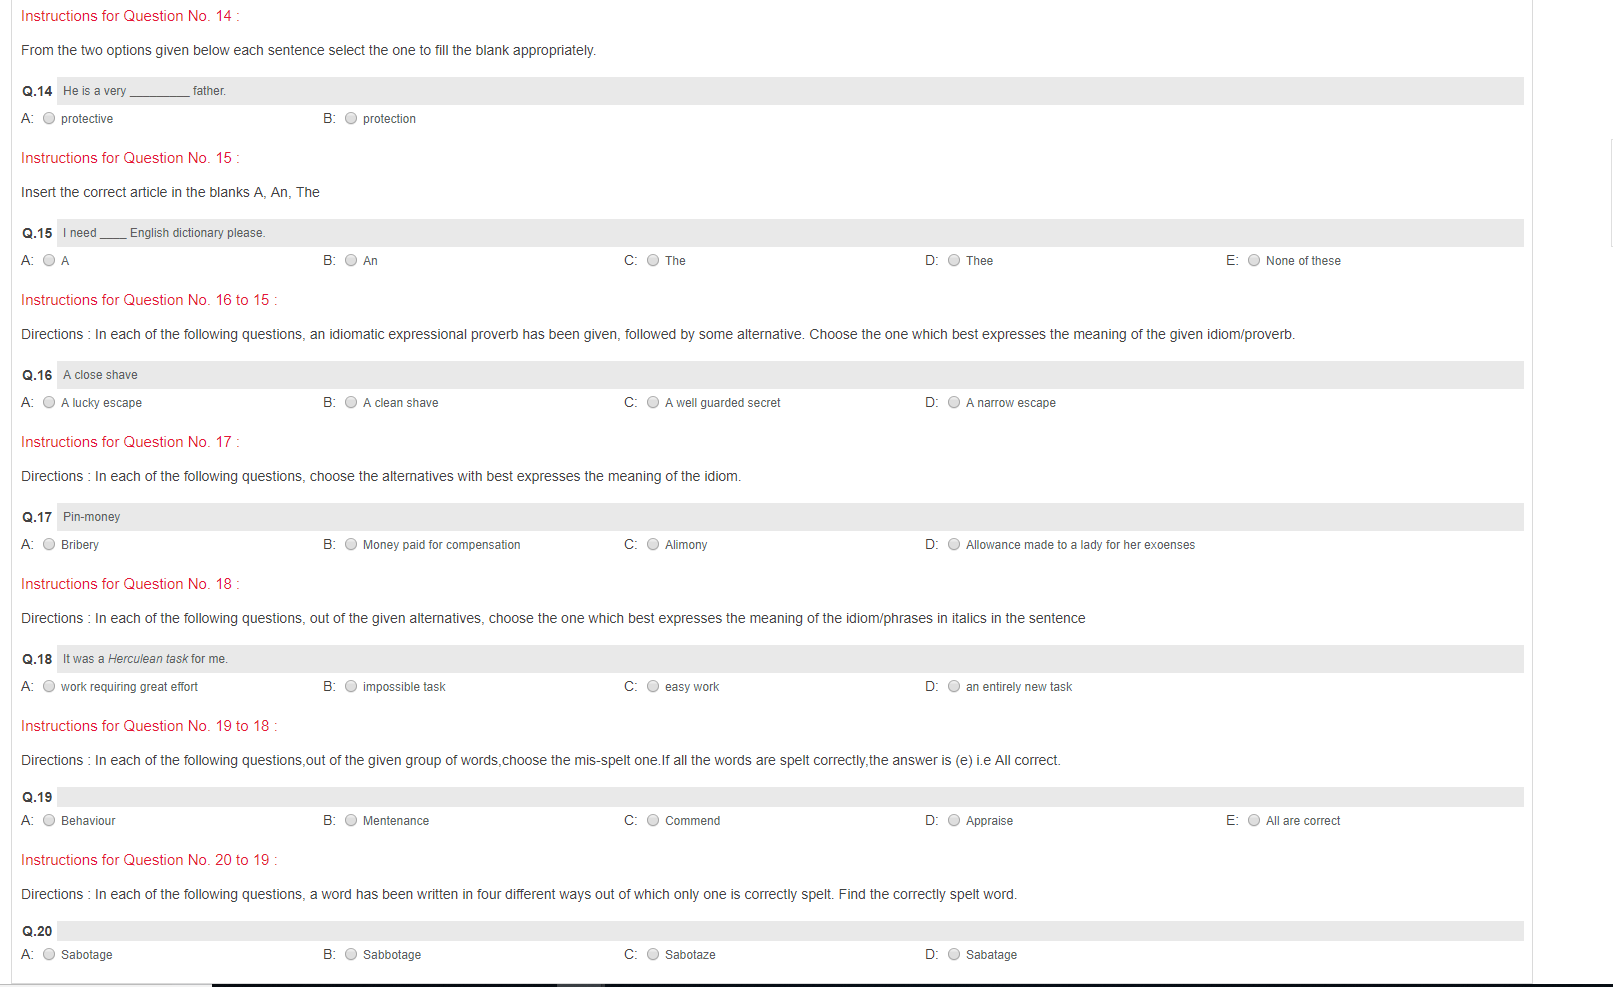 Instructions for Question No. 14 :
From the two options given below each sentence select the one to fill the blank appropriately.
Q.14 He is a very _________ father.
A: protective B: protection
Instructions for Question No. 15 :
Insert the correct article in the blanks A, An, The
Q.15 I need ____ English dictionary please.
A: A B: An C: The D: Thee E: None of these
Instructions for Question No. 16 to 15 :
Directions : In each of the following questions, an idiomatic expressional proverb has been given, followed by some alternative. Choose the one which best expresses the meaning of the given idiom/proverb.
Q.16 A close shave
A: A lucky escape B: A clean shave C: A well guarded secret D: A narrow escape
Instructions for Question No. 17 :
Directions : In each of the following questions, choose the alternatives with best expresses the meaning of the idiom.
Q.17 Pin-money
A: Bribery B: Money paid for compensation C: Alimony D: Allowance made to a lady for her exoenses
Instructions for Question No. 18 :
Directions : In each of the following questions, out of the given alternatives, choose the one which best expresses the meaning of the idiom/phrases in italics in the sentence
Q.18 It was a Herculean task for me.
A: work requiring great effort B: impossible task C: easy work D: an entirely new task
Instructions for Question No. 19 to 18 :
Directions : In each of the following questions,out of the given group of words,choose the mis-spelt one.If all the words are spelt correctly,the answer is (e) i.e All correct.
Q.19
A: Behaviour B: Mentenance C: Commend D: Appraise E: All are correct
Instructions for Question No. 20 to 19 :
Directions : In each of the following questions, a word has been written in four different ways out of which only one is correctly spelt. Find the correctly spelt word.
Q.20
A: Sabotage B: Sabbotage C: Sabotaze D: Sabatage